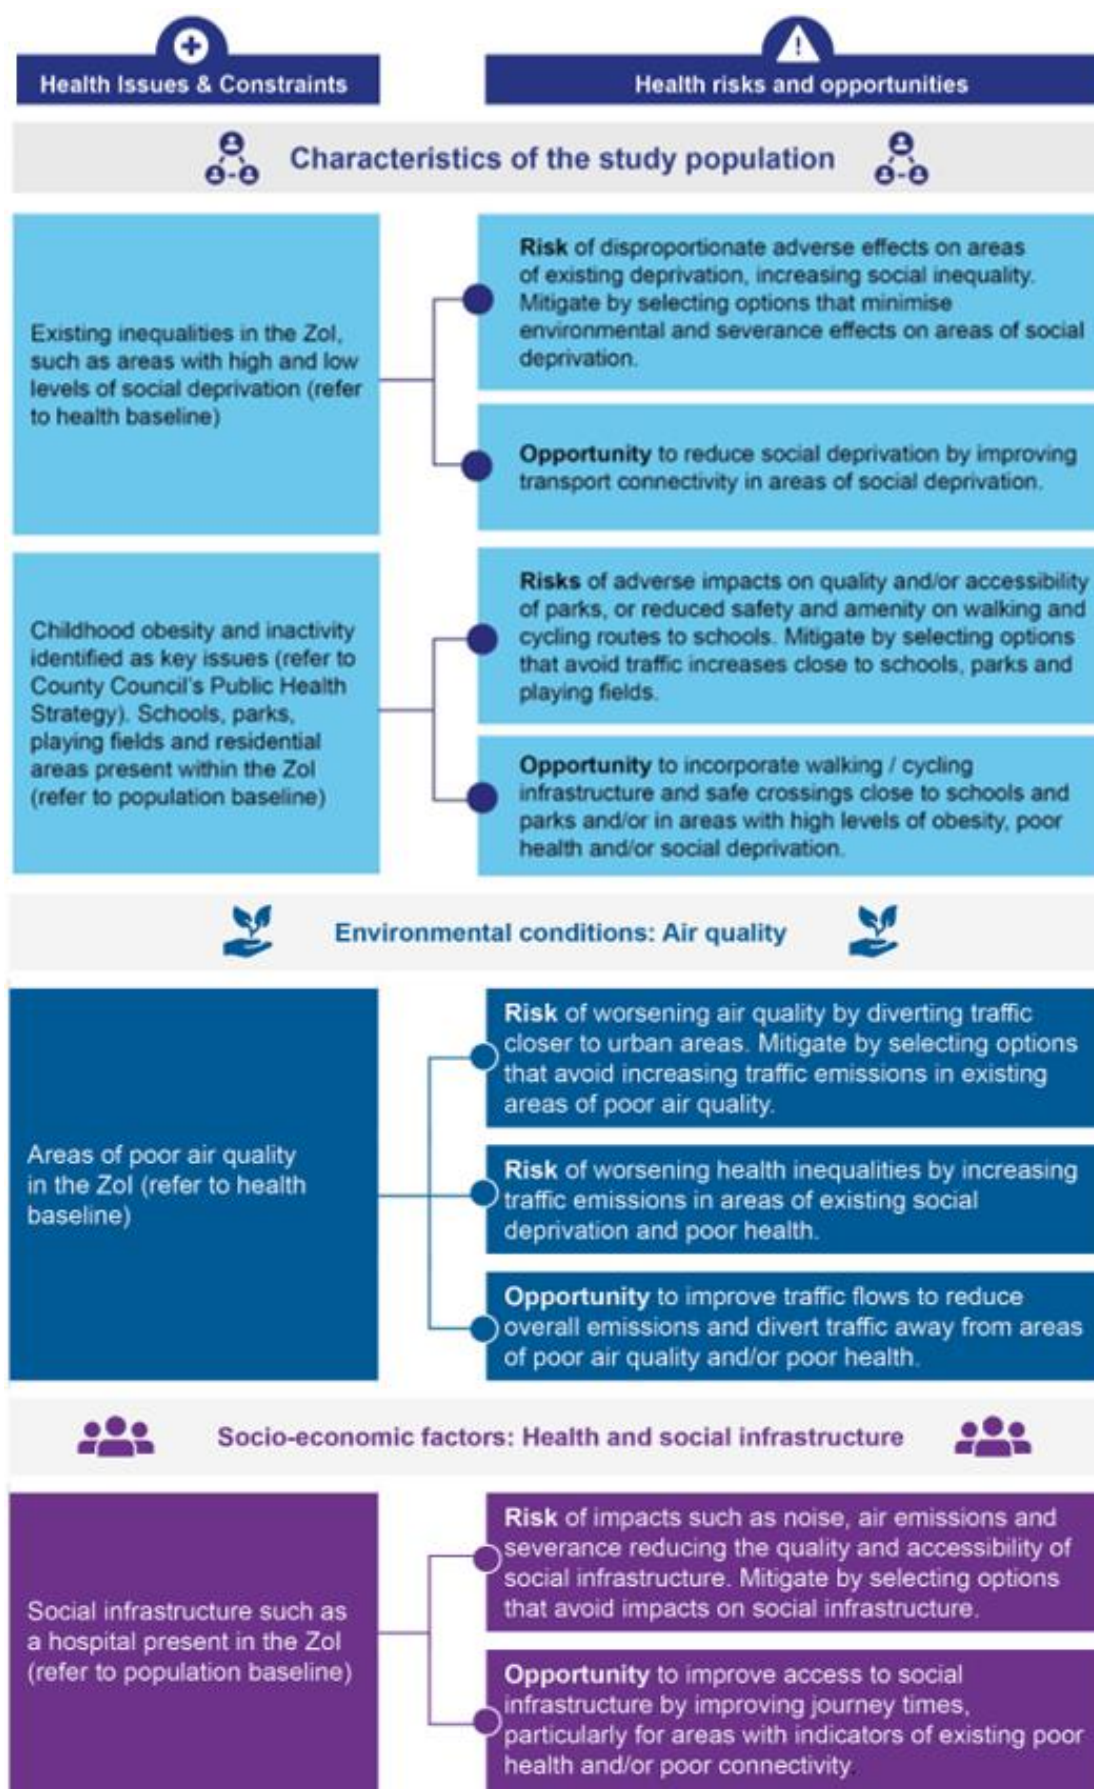 Health Issues & Constraints
Health risks and opportunities
Characteristics of the study population
Existing inequalities in the ZoI,
such as areas with high and low
levels of social deprivation (refer
to health baseline)
Risk of disproportionate adverse effects on areas
of existing deprivation, increasing social inequality.
Mitigate by selecting options that minimise
environmental and severance effects on areas of social
deprivation.
Opportunity to reduce social deprivation by improving
transport connectivity in areas of social deprivation.
Childhood obesity and inactivity
identified as key issues (refer to
County Council's Public Health
Strategy). Schools, parks,
playing fields and residential
areas present within the ZoI
(refer to population baseline)
Risks of adverse impacts on quality and/or accessibility
of parks, or reduced safety and amenity on walking and
cycling routes to schools. Mitigate by selecting options
that avoid traffic increases close to schools, parks and
playing fields.
Opportunity to incorporate walking / cycling
infrastructure and safe crossings close to schools and
parks and/or in areas with high levels of obesity, poor
health and/or social deprivation.
Environmental conditions: Air quality
Areas of poor air quality
in the ZoI (refer to health
baseline)
Risk of worsening air quality by diverting traffic
closer to urban areas. Mitigate by selecting options
that avoid increasing traffic emissions in existing
areas of poor air quality.
Risk of worsening health inequalities by increasing
traffic emissions in areas of existing social
deprivation and poor health.
Opportunity to improve traffic flows to reduce
overall emissions and divert traffic away from areas
of poor air quality and/or poor health.
Socio-economic factors: Health and social infrastructure
Social infrastructure such as
a hospital present in the ZoI
(refer to population baseline)
Risk of impacts such as noise, air emissions and
severance reducing the quality and accessibility of
social infrastructure. Mitigate by selecting options
that avoid impacts on social infrastructure.
Opportunity to improve access to social
infrastructure by improving journey times,
particularly for areas with indicators of existing poor
health and/or poor connectivity.